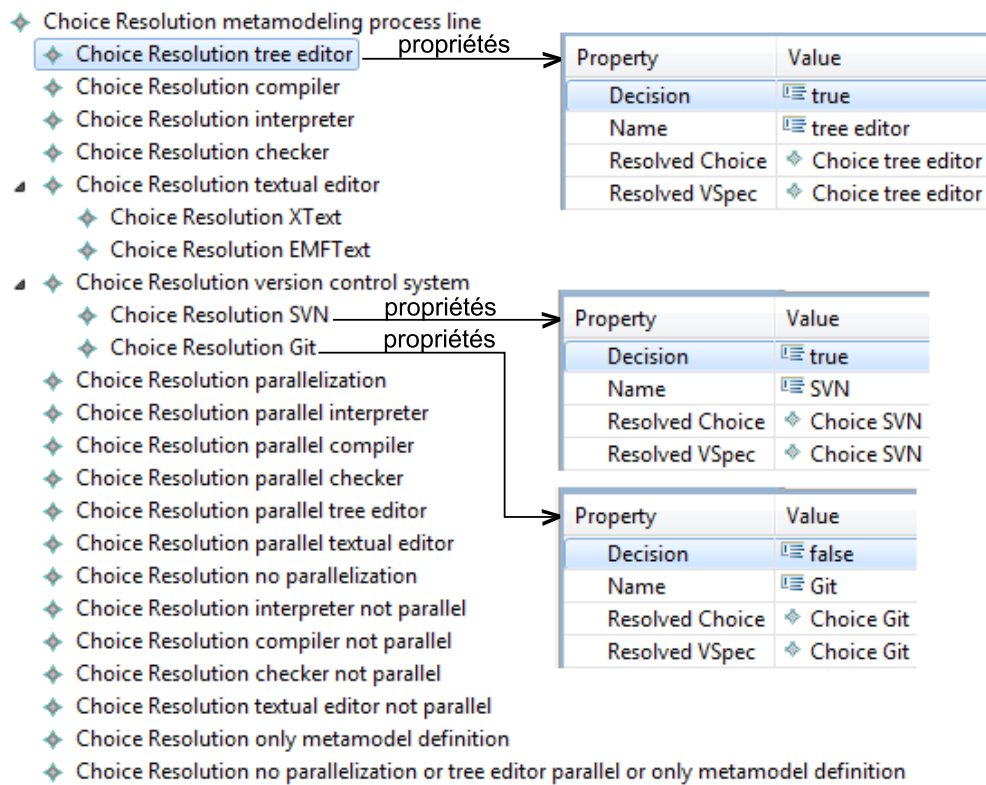 Choice Resolution metamodeling process line
Choice Resolution tree editor
Choice Resolution compiler
Choice Resolution interpreter
Choice Resolution checker
Choice Resolution textual editor
Choice Resolution XText
Choice Resolution EMFText
Choice Resolution version control system
Choice Resolution SVN
Choice Resolution Git
Choice Resolution parallelization
Choice Resolution parallel interpreter
Choice Resolution parallel compiler
Choice Resolution parallel checker
Choice Resolution parallel tree editor
Choice Resolution parallel textual editor
Choice Resolution no parallelization
Choice Resolution interpreter not parallel
Choice Resolution compiler not parallel
Choice Resolution checker not parallel
Choice Resolution textual editor not parallel
Choice Resolution only metamodel definition
Choice Resolution no parallelization or tree editor parallel or only metamodel definition
propriétés
Property Value
Decision true
Name tree editor
Resolved Choice Choice tree editor
Resolved VSpec Choice tree editor
propriétés
Property Value
Decision true
Name SVN
Resolved Choice Choice SVN
Resolved VSpec Choice SVN
propriétés
Property Value
Decision false
Name Git
Resolved Choice Choice Git
Resolved VSpec Choice Git